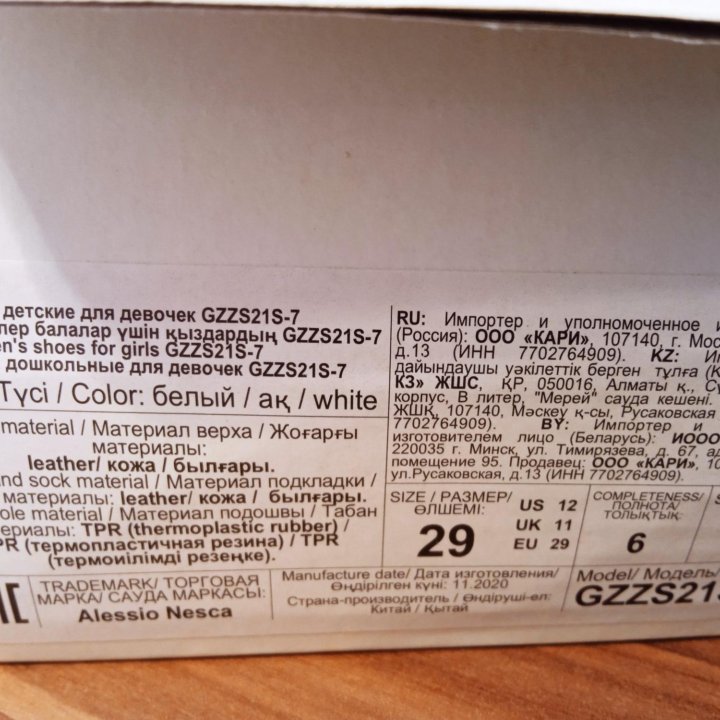 детские для девочек GZZS21S-7
лер балалар үшін қыздардың GZZS21S-7
en's shoes for girls GZZS21S-7
дошкольные для девочек GZZS21S-7
Түсі / Color: белый / ақ / white
material / Материал верха / Жоғарғы
материалы:
leather/ кожа / былғары.
nd sock material / Материал подкладки /
материалы: leather/ кожа / былғары.
ole material / Материал подошвы / Табан
ериалы: TPR (thermoplastic rubber) /
PR (термопластичная резина) / TPR
(термоиілімді резеңке).
RU: Импортер и уполномоченное и
(Россия): ООО «КАРИ», 107140, г. Мос
д.13 (ИНН 7702764909). KZ: Им
дайындаушы уәкілеттік берген тұлға (Қ
КЗ» ЖШС, ҚР, 050016, Алматы қ., Сү
корпус, В литер, "Мерей" сауда кешені.
ЖШҚ, 107140, Мәскеу қ-сы, Русаковская
7702764909). BY: Импортер и
изготовителем лицо (Беларусь): ИООО
220035 г. Минск, ул. Тимирязева, д. 67, ад
помещение 95. Продавец: ООО «КАРИ», 10
ул.Русаковская, д.13 (ИНН 7702764909).
SIZE / РАЗМЕР/
ӨЛШЕМІ:
29
US 12
UK 11
EU 29
COMPLETENESS/
ПОЛНОТА/
ТОЛЫҚТЫҚ:
6
S
TRADEMARK/ ТОРГОВАЯ
МАРКА/ САУДА МАРКАСЫ:
Alessio Nesca
Manufacture date/ Дата изготовления/
Өндірілген күні: 11.2020
Страна-производитель / Өндіруші-ел:
Китай / Қытай
Model/ Модель/
GZZS21S